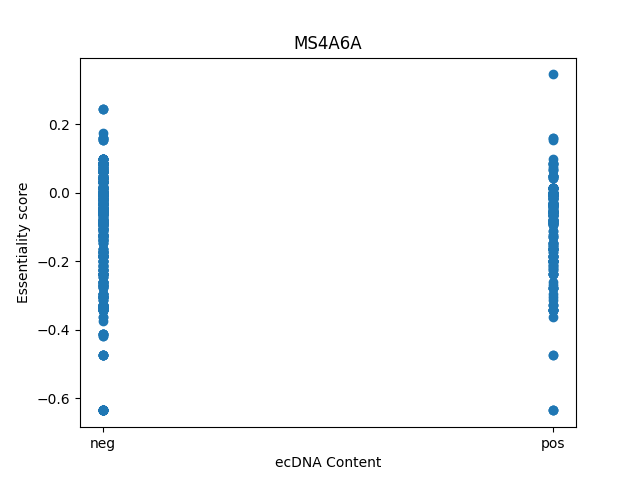 MS4A6A
Essentiality score
0.2
0.0
−0.2
−0.4
−0.6
neg
pos
ecDNA Content